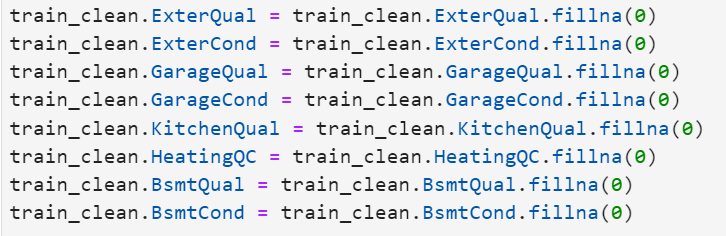 train_clean.ExterQual = train_clean.ExterQual.fillna(0)
train_clean.ExterCond = train_clean.ExterCond.fillna(0)
train_clean.GarageQual = train_clean.GarageQual.fillna(0)
train_clean.GarageCond = train_clean.GarageCond.fillna(0)
train_clean.KitchenQual = train_clean.KitchenQual.fillna(0)
train_clean.HeatingQC = train_clean.HeatingQC.fillna(0)
train_clean.BsmtQual = train_clean.BsmtQual.fillna(0)
train_clean.BsmtCond = train_clean.BsmtCond.fillna(0)